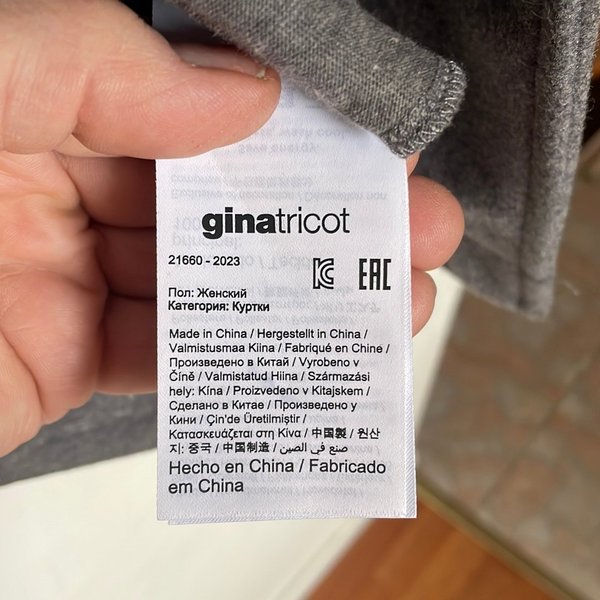 ginatricot
21660 - 2023
EAC
Пол: Женский
Категория: Куртки
Made in China / Hergestellt in China /
Valmistusmaa Kiina / Fabriqué en Chine /
Произведено в Китай / Vyrobeno v
Číně / Valmistatud Hiina / Származási
hely: Kína / Proizvedeno v Kitajskem /
Сделано в Китае / Произведено у
Кини / Çin'de Üretilmiştir /
Κατασκευάζεται στη Κίνα / 中国製 / 원산
지: 중국 / 中国制造 / صنع في الصين
Hecho en China / Fabricado
em China